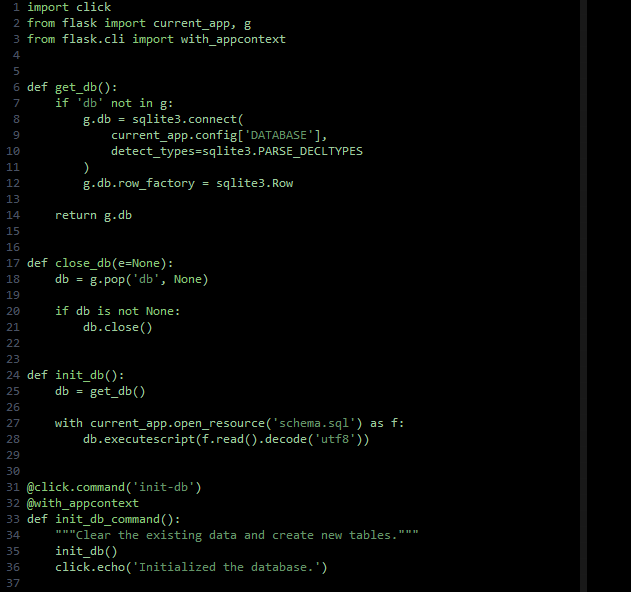 1 import click
2 from flask import current_app, g
3 from flask.cli import with_appcontext
4
5
6 def get_db():
7     if 'db' not in g:
8         g.db = sqlite3.connect(
9             current_app.config['DATABASE'],
10             detect_types=sqlite3.PARSE_DECLTYPES
11         )
12         g.db.row_factory = sqlite3.Row
13
14     return g.db
15
16
17 def close_db(e=None):
18     db = g.pop('db', None)
19
20     if db is not None:
21         db.close()
22
23
24 def init_db():
25     db = get_db()
26
27     with current_app.open_resource('schema.sql') as f:
28         db.executescript(f.read().decode('utf8'))
29
30
31 @click.command('init-db')
32 @with_appcontext
33 def init_db_command():
34     """Clear the existing data and create new tables."""
35     init_db()
36     click.echo('Initialized the database.')
37